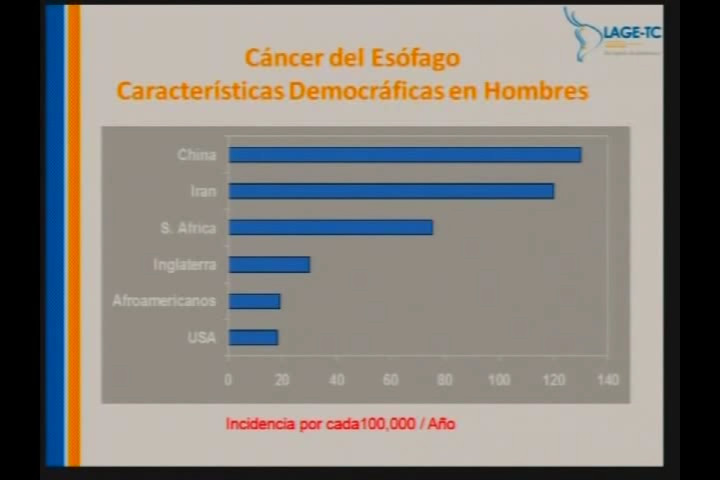 LAGE-TC
Cáncer del Esófago
Características Democráficas en Hombres
China
Iran
S. Africa
Inglaterra
Afroamericanos
USA
0 20 40 60 80 100 120 140
Incidencia por cada100,000 / Año